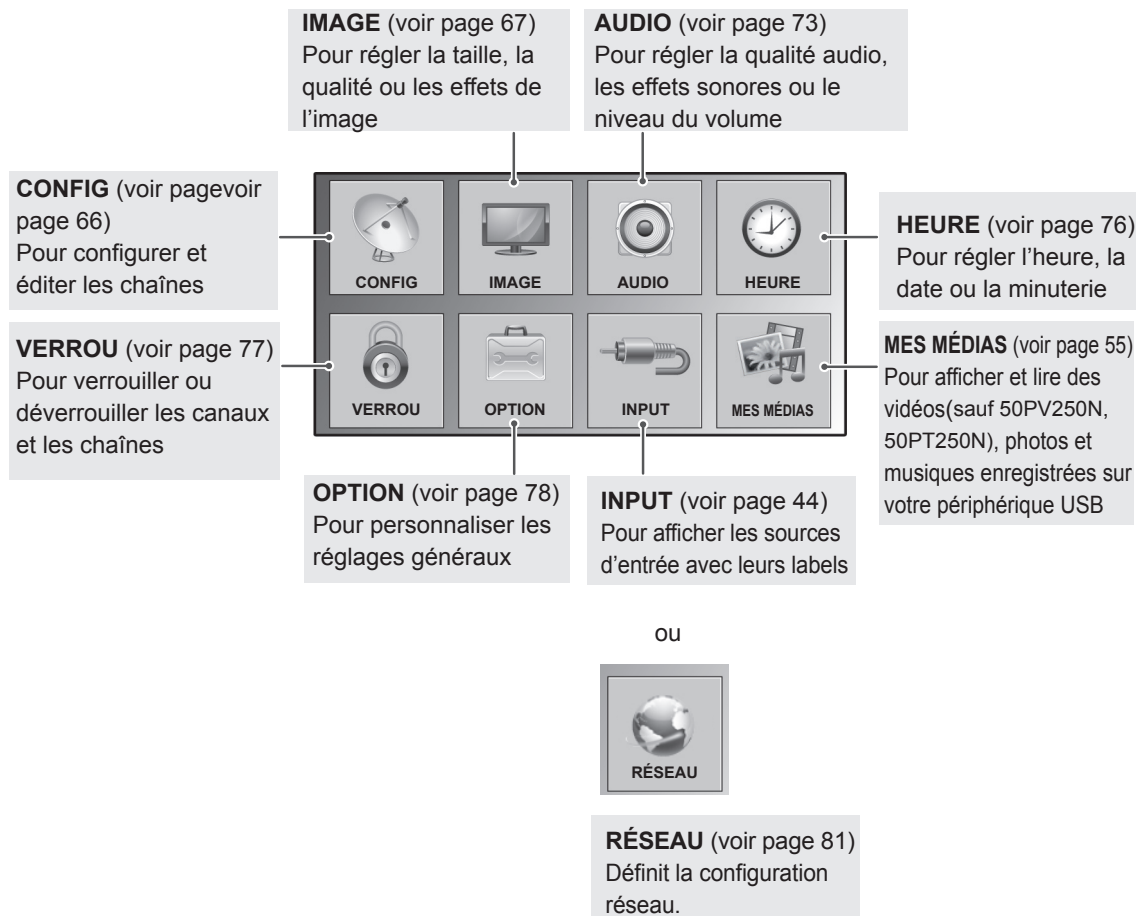 IMAGE (voir page 67)
Pour régler la taille, la
qualité ou les effets de
l’image
AUDIO (voir page 73)
Pour régler la qualité audio,
les effets sonores ou le
niveau du volume
CONFIG (voir pagevoir
page 66)
Pour configurer et
éditer les chaînes
CONFIG
IMAGE
AUDIO
HEURE
HEURE (voir page 76)
Pour régler l’heure, la
date ou la minuterie
VERROU (voir page 77)
Pour verrouiller ou
déverrouiller les canaux
et les chaînes
VERROU
OPTION
INPUT
MES MÉDIAS
MES MÉDIAS (voir page 55)
Pour afficher et lire des
vidéos(sauf 50PV250N,
50PT250N), photos et
musiques enregistrées sur
votre périphérique USB
OPTION (voir page 78)
Pour personnaliser les
réglages généraux
INPUT (voir page 44)
Pour afficher les sources
d’entrée avec leurs labels
ou
RÉSEAU
RÉSEAU (voir page 81)
Définit la configuration
réseau.